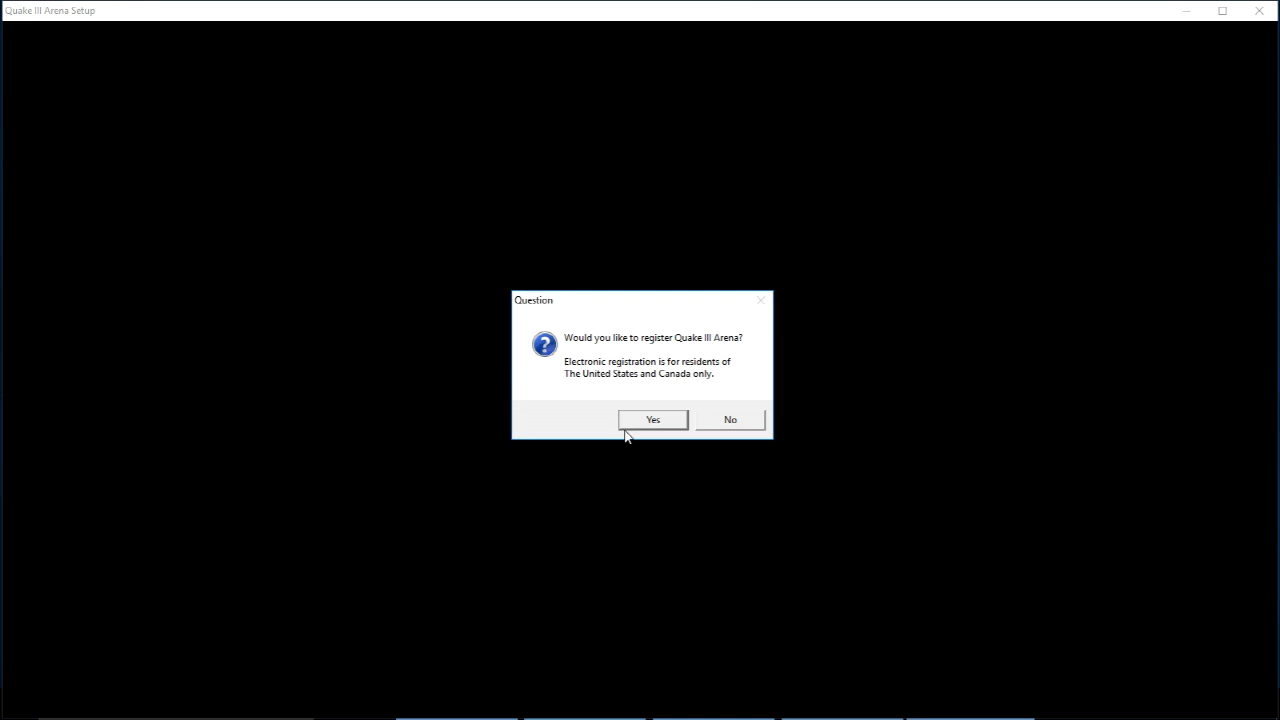 Quake III Arena Setup
Question
Would you like to register Quake III Arena?
Electronic registration is for residents of
The United States and Canada only.
Yes No